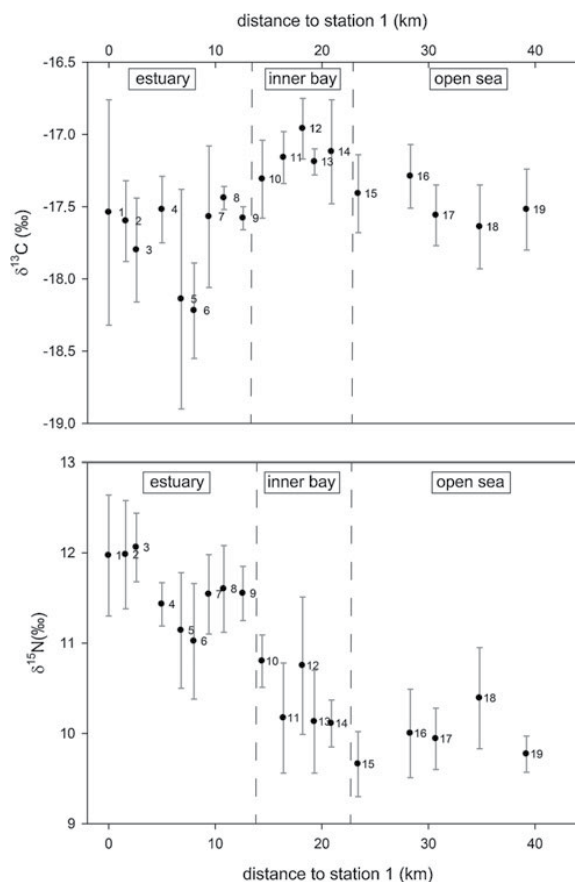 distance to station 1 (km)
0 10 20 30 40
-16.5
estuary inner bay open sea
-17.0
-17.5
-18.0
-18.5
-19.0
δ13C (‰)
1 2 3 4 5 6 7 8 9 10 11 12 13 14 15 16 17 18 19
13
estuary inner bay open sea
12
11
10
9
δ15N(‰)
1 2 3 4 5 6 7 8 9 10 11 12 13 14 15 16 17 18 19
0 10 20 30 40
distance to station 1 (km)